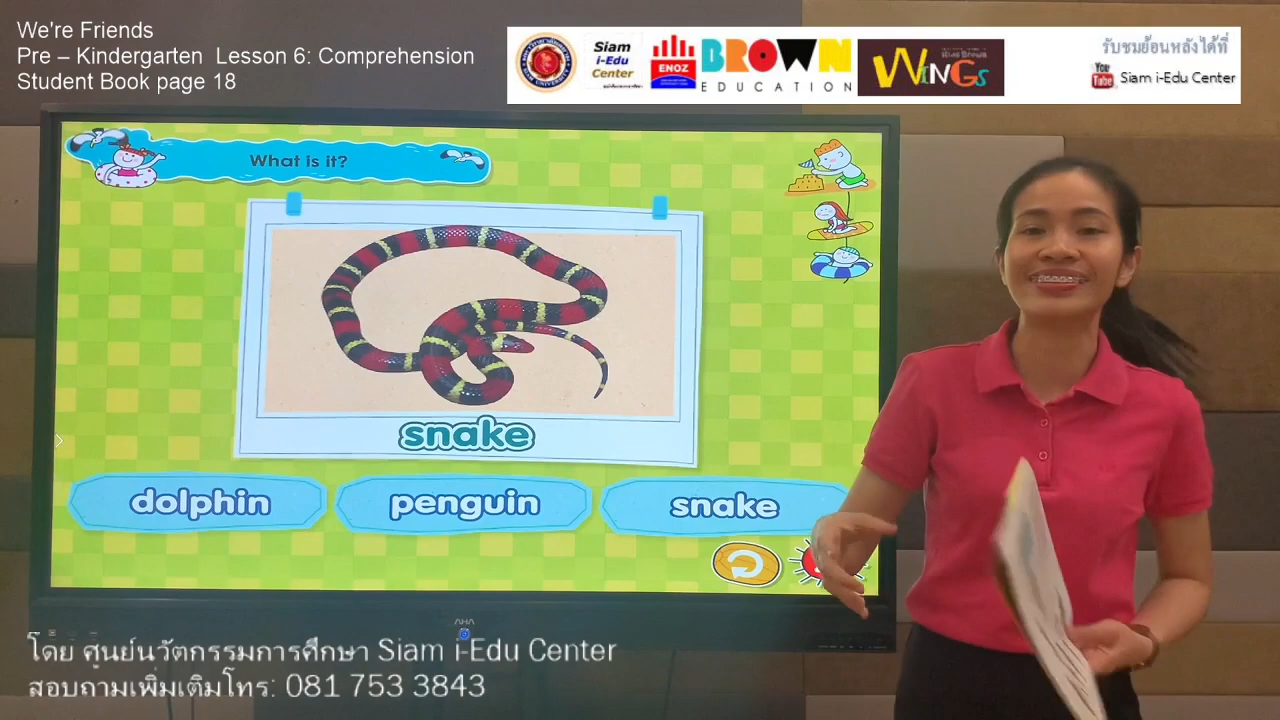 We're Friends
Pre – Kindergarten Lesson 6: Comprehension
Student Book page 18
Siam
i-Edu
Center
ENOZ
BROWN
EDUCATION
WiNGs
รับชมย้อนหลังได้ที่
You
Tube
Siam i-Edu Center
What is it?
snake
dolphin
penguin
snake
โดย ศูนย์นวัตกรรมการศึกษา Siam i-Edu Center
สอบถามเพิ่มเติมโทร: 081 753 3843